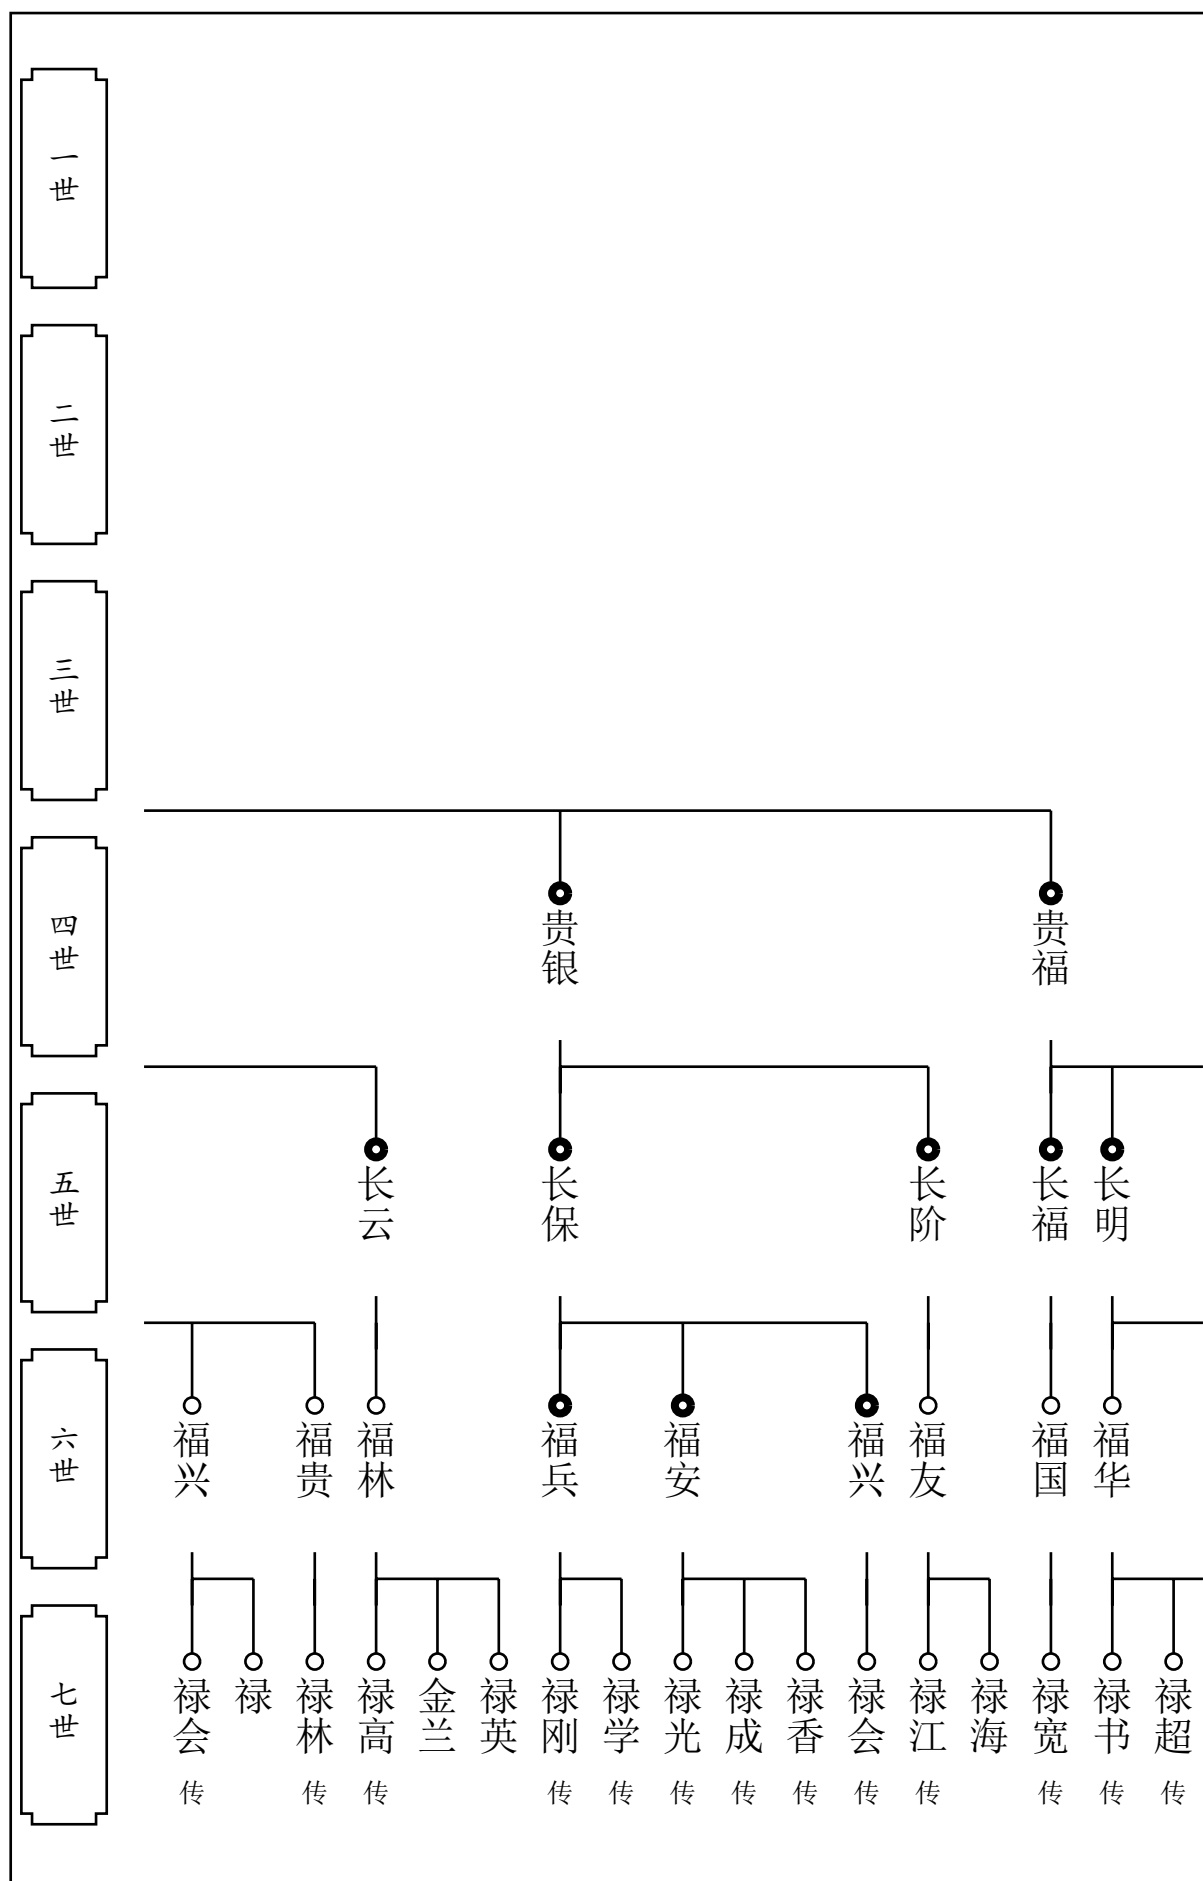 一世
二世
三世
四世
贵银
贵福
五世
长云
长保
长阶
长福
长明
六世
福兴
福贵
福林
福兵
福安
福兴
福友
福国
福华
七世
禄会
禄
禄林
禄高
金兰
禄英
禄刚
禄学
禄光
禄成
禄香
禄会
禄江
禄海
禄宽
禄书
禄超
传
传
传
传
传
传
传
传
传
传
传
传
传